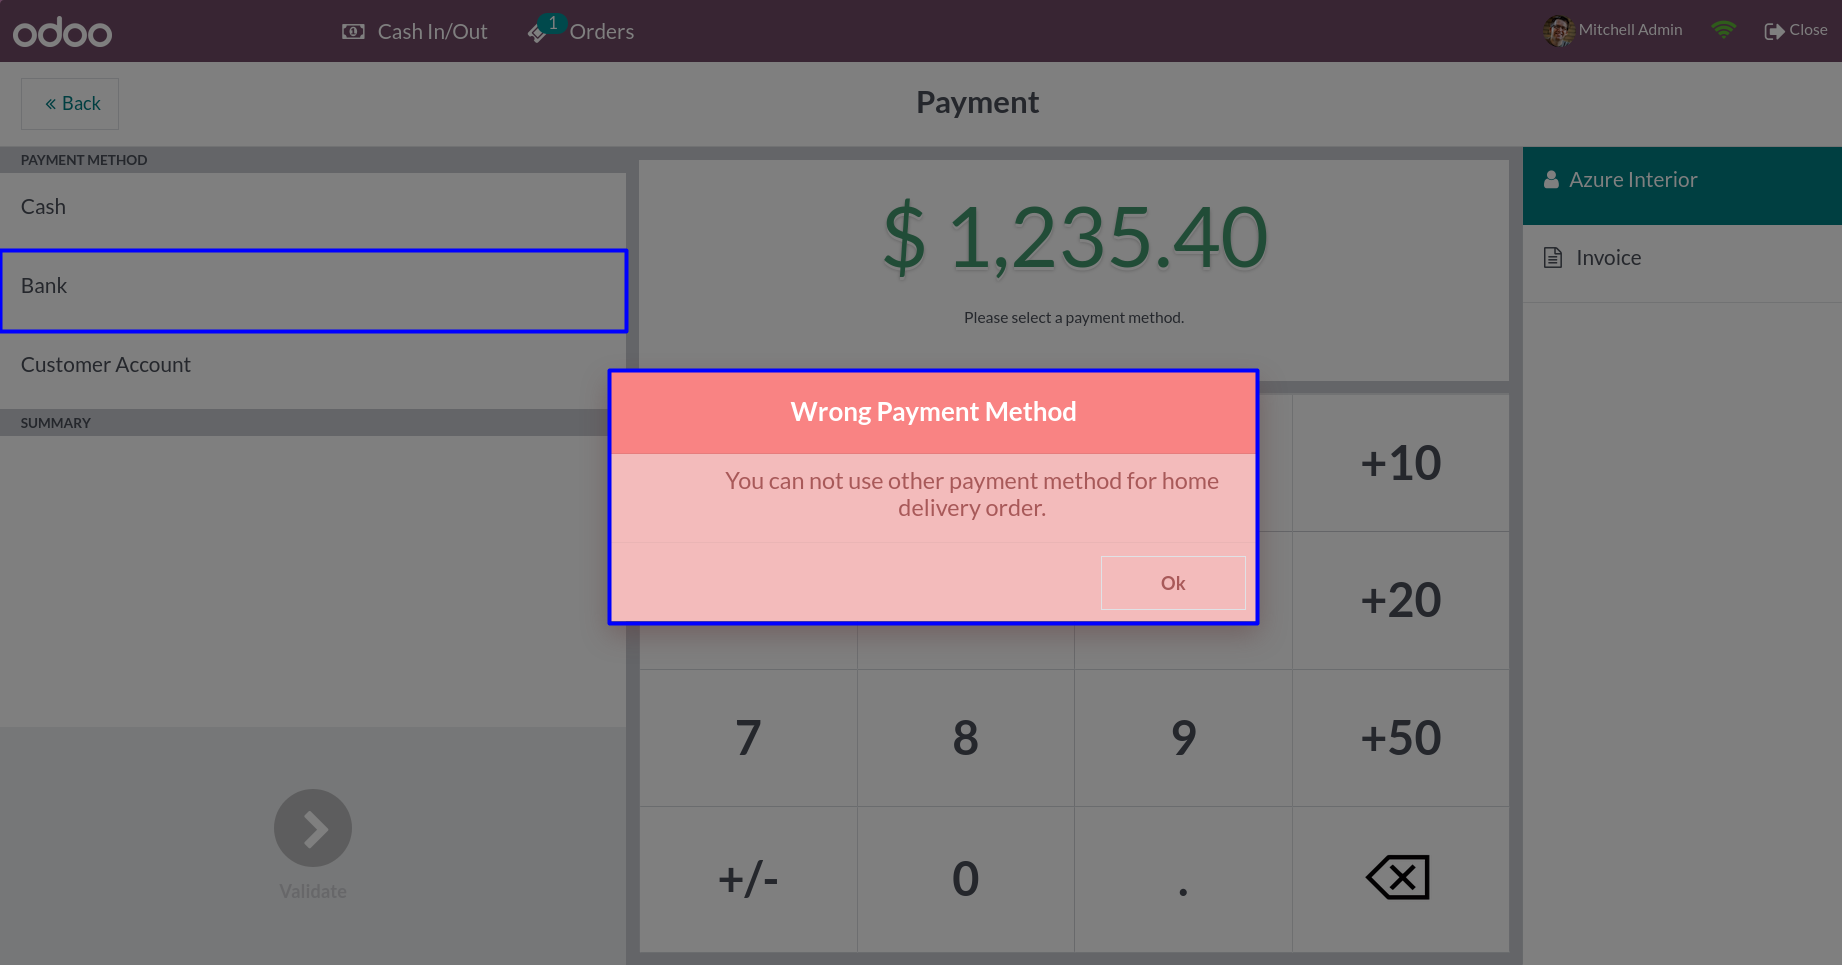 odoo
Cash In/Out
1
Orders
Mitchell Admin
Close
« Back
Payment
PAYMENT METHOD
Cash
Bank
Customer Account
SUMMARY
Validate
$ 1,235.40
Please select a payment method.
Azure Interior
Invoice
Wrong Payment Method
You can not use other payment method for home
delivery order.
Ok
+10
+20
7 8 9 +50
+/- 0 .